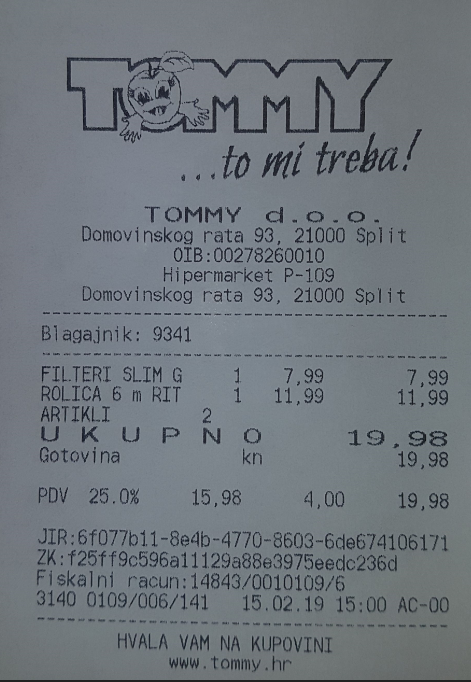 TOMMY
...to mi treba!
TOMMY d.o.o.
Domovinskog rata 93, 21000 Split
OIB:00278260010
Hipermarket P-109
Domovinskog rata 93, 21000 Split
Blagajnik: 9341
FILTERI SLIM G 1 7,99 7,99
ROLICA 6 m RIT 1 11,99 11,99
ARTIKLI 2
UKUPNO 19,98
Gotovina kn 19,98
PDV 25.0% 15,98 4,00 19,98
JIR:6f077b11-8e4b-4770-8603-6de674106171
ZK:f25ff9c596a11129a88e3975eedc236d
Fiskalni racun:14843/0010109/6
3140 0109/006/141 15.02.19 15:00 AC-00
HVALA VAM NA KUPOVINI
www.tommy.hr